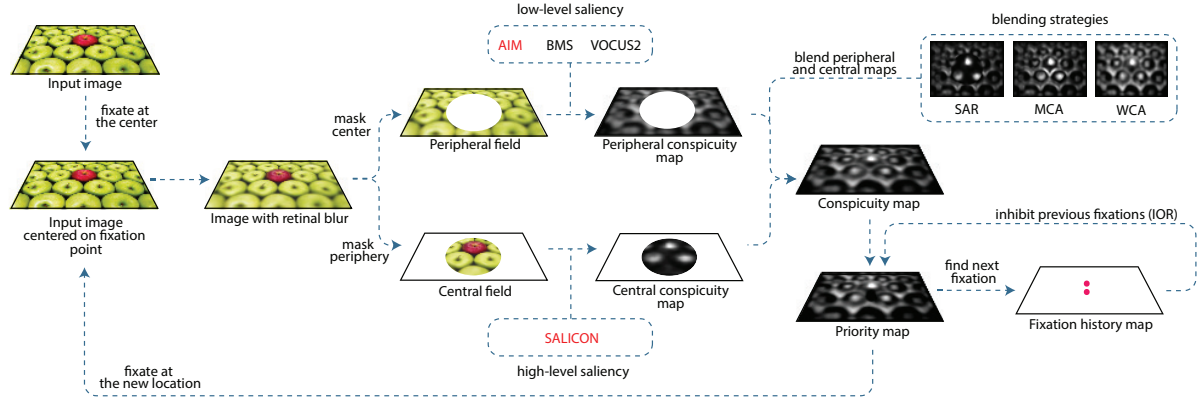 low-level saliency
AIM BMS VOCUS2
blending strategies
SAR MCA WCA
blend peripheral
and central maps
Input image
fixate at
the center
mask
center
Peripheral field
Peripheral conspicuity
map
Input image
centered on fixation
point
Image with retinal blur
Conspicuity map
mask
periphery
Central field
Central conspicuity
map
inhibit previous fixations (IOR)
find next
fixation
Priority map
Fixation history map
SALICON
high-level saliency
fixate at
the new location